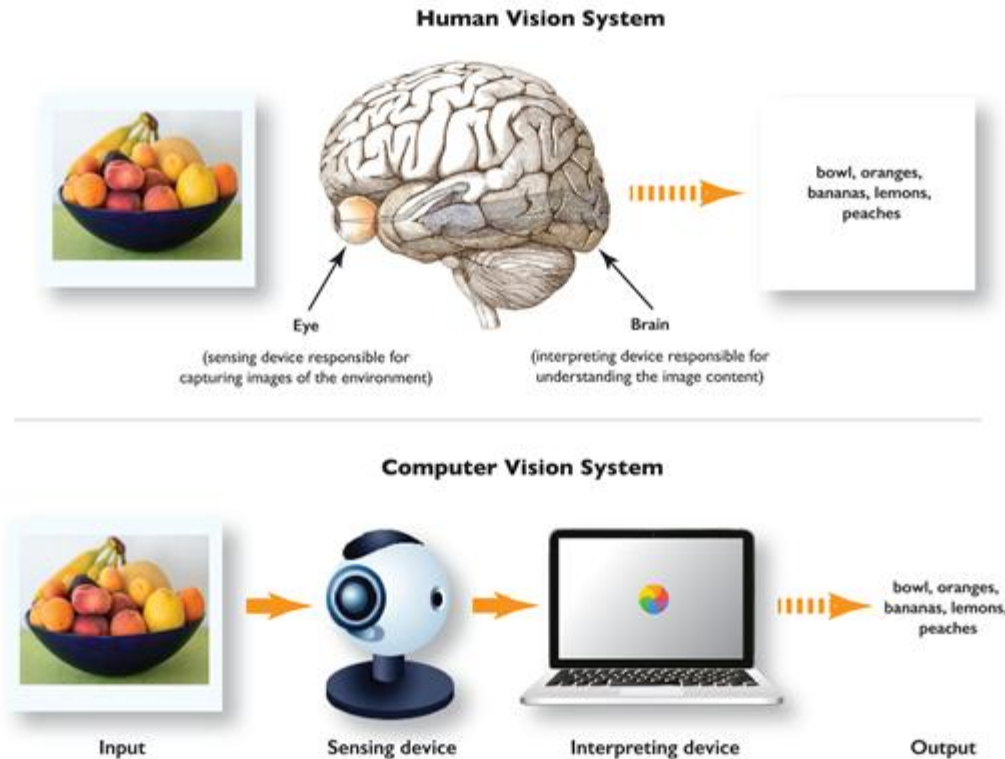 Human Vision System
bowl, oranges,
bananas, lemons,
peaches
Eye
(sensing device responsible for
capturing images of the environment)
Brain
(interpreting device responsible for
understanding the image content)
Computer Vision System
bowl, oranges,
bananas, lemons,
peaches
Input
Sensing device
Interpreting device
Output